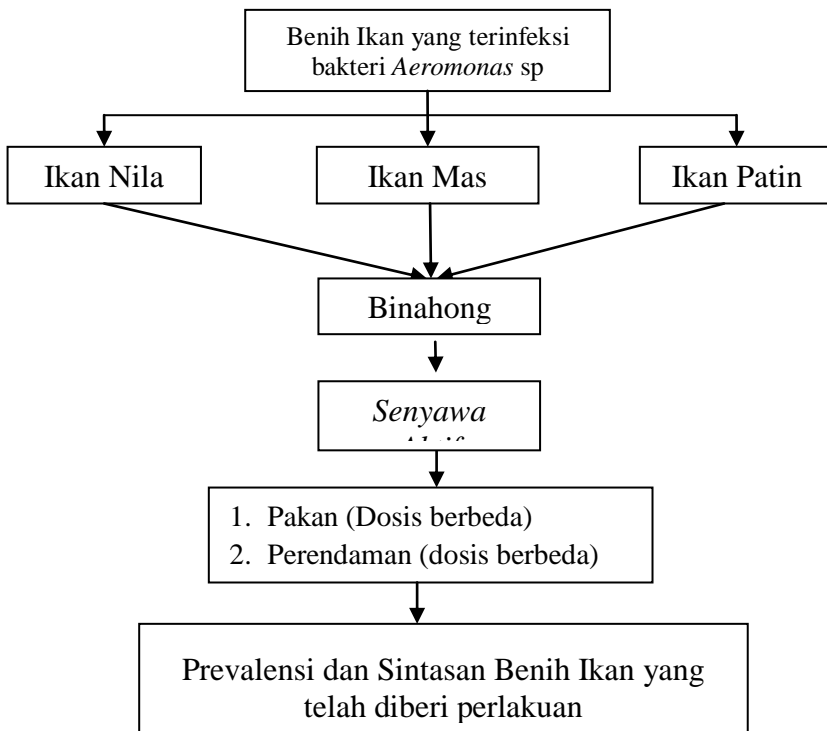 Benih Ikan yang terinfeksi
bakteri Aeromonas sp
Ikan Nila
Ikan Mas
Ikan Patin
Binahong
Senyawa
1. Pakan (Dosis berbeda)
2. Perendaman (dosis berbeda)
Prevalensi dan Sintasan Benih Ikan yang
telah diberi perlakuan